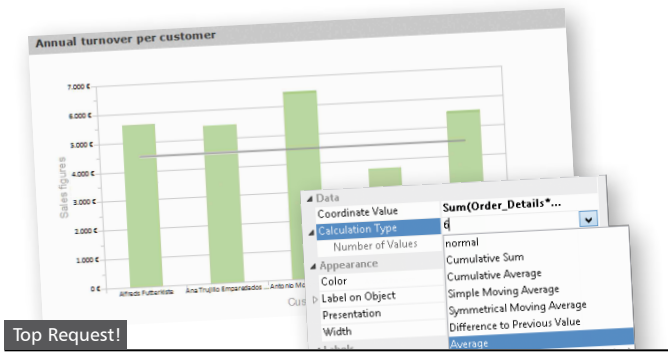 Annual turnover per customer
7.000 €
6.000 €
5.000 €
4.000 €
3.000 €
2.000 €
1.000 €
0 €
Sales figures
Alfreds Futterkiste
Ana Trujillo Emparedados ...
Antonio Mo
Cus
Data
Coordinate Value Sum(Order_Details*...
Calculation Type 6
Number of Values
normal
Cumulative Sum
Cumulative Average
Simple Moving Average
Symmetrical Moving Average
Difference to Previous Value
Average
Appearance
Color
Label on Object
Presentation
Width
Labels
Top Request!